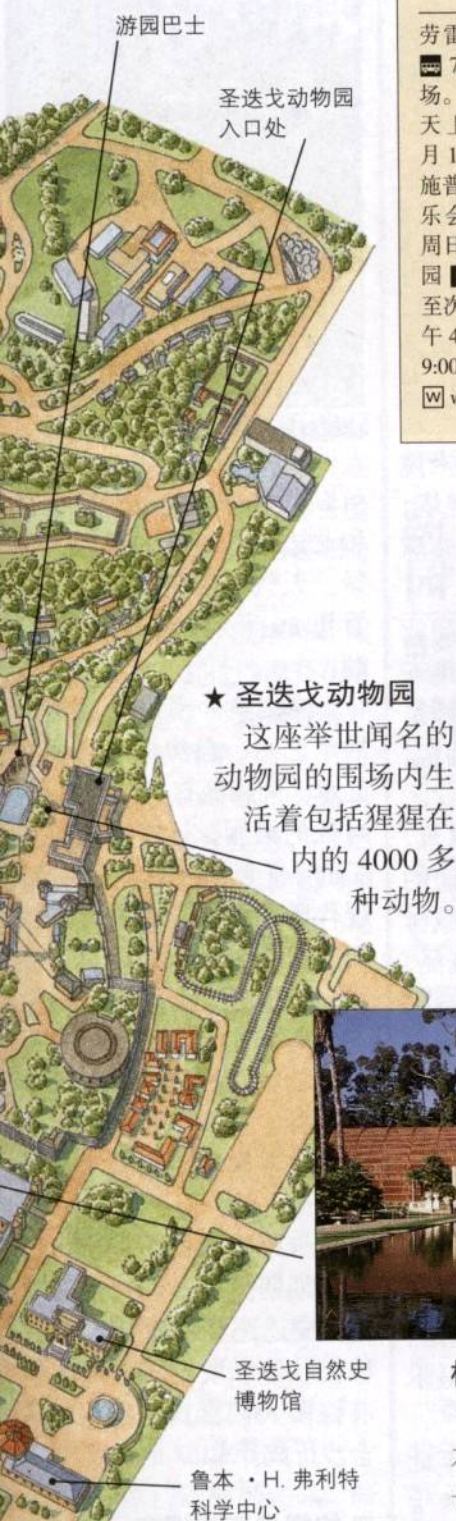 游园巴士
圣迭戈动物园
入口处
劳雷
7
场。
天上
月 1
施普
乐会
周日
园
至次
午 4
9:00
W w
★ 圣迭戈动物园
这座举世闻名的
动物园的围场内生
活着包括猩猩在
内的 4000 多
种动物。
圣迭戈自然史
博物馆
鲁本 · H. 弗利特
科学中心